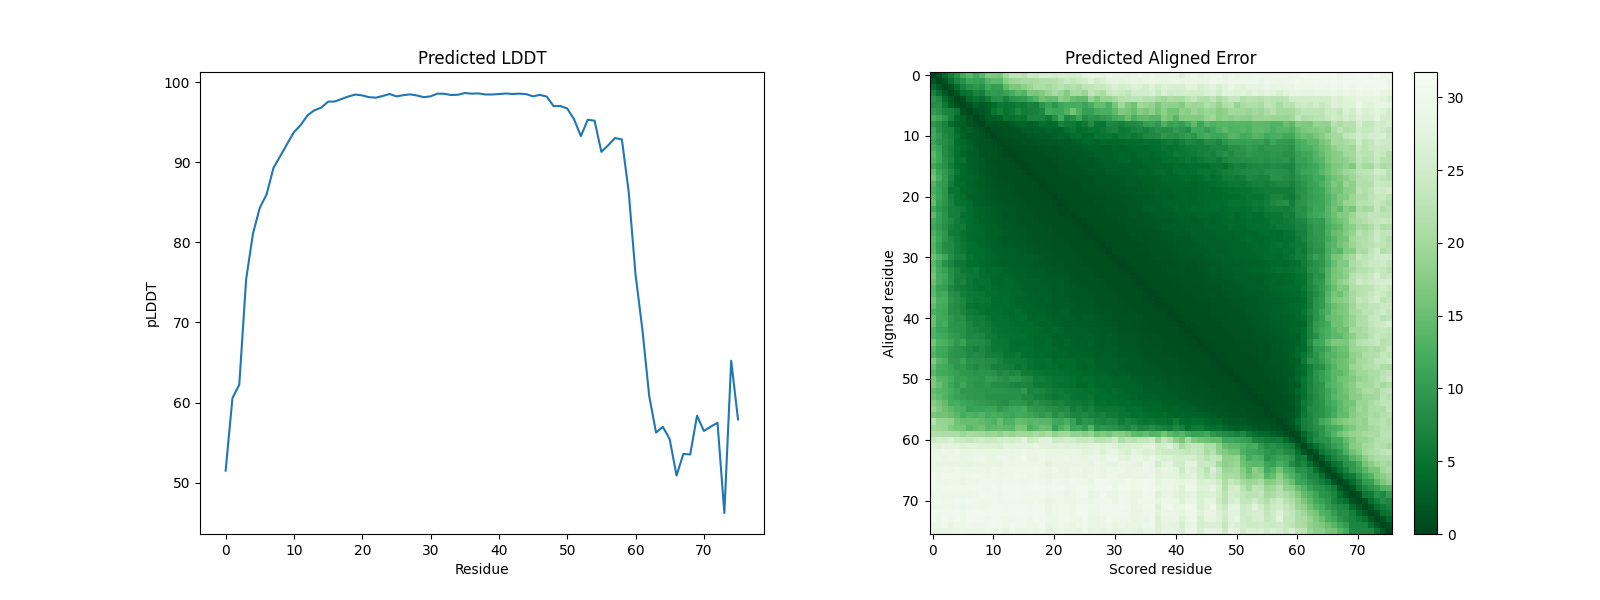 Predicted LDDT
100
90
80
70
60
50
pLDDT
0 10 20 30 40 50 60 70
Residue
Predicted Aligned Error
0
10
20
30
40
50
60
70
Aligned residue
0 10 20 30 40 50 60 70
Scored residue
30
25
20
15
10
5
0